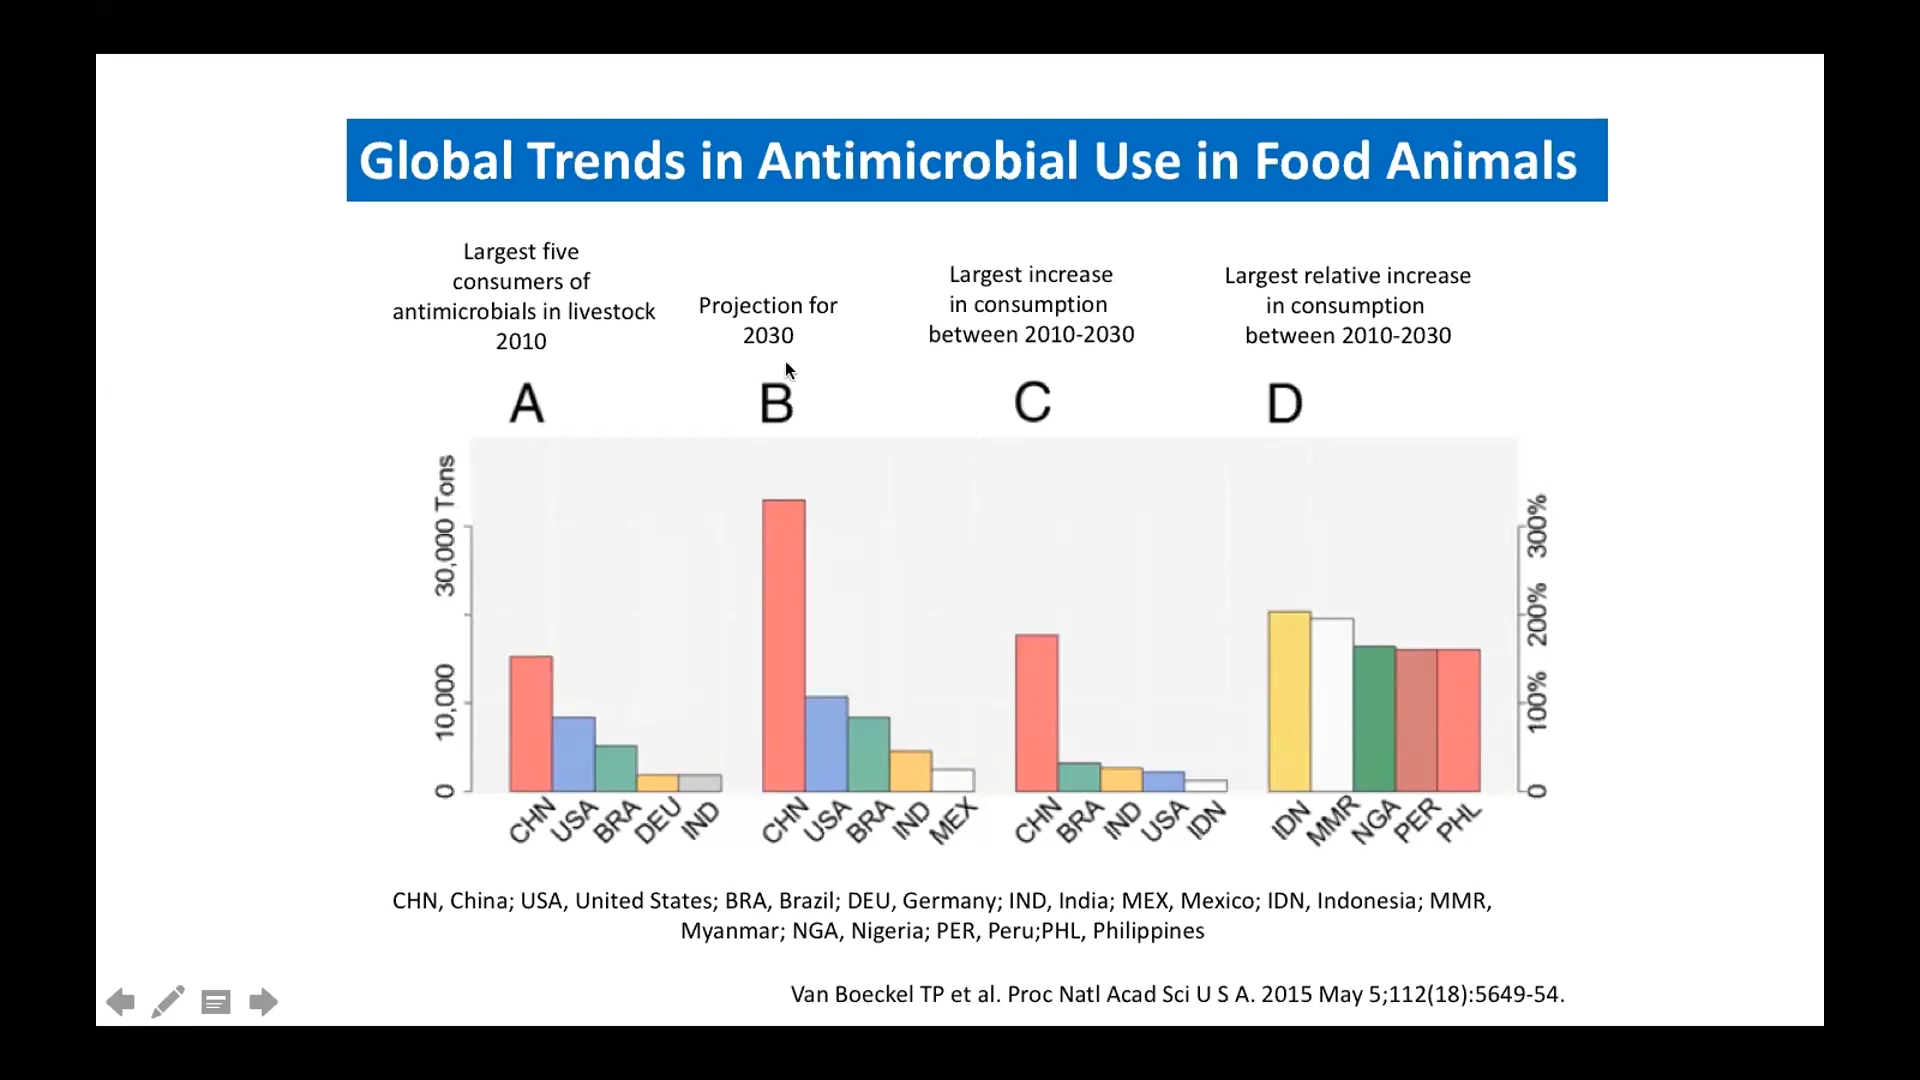 Global Trends in Antimicrobial Use in Food Animals
Largest five
consumers of
antimicrobials in livestock
2010
Projection for
2030
Largest increase
in consumption
between 2010-2030
Largest relative increase
in consumption
between 2010-2030
A
B
C
D
30,000 Tons
10,000
0
300%
200%
100%
0
CHN
USA
BRA
DEU
IND
CHN
USA
BRA
IND
MEX
CHN
BRA
IND
USA
IDN
IDN
MMR
NGA
PER
PHL
CHN, China; USA, United States; BRA, Brazil; DEU, Germany; IND, India; MEX, Mexico; IDN, Indonesia; MMR,
Myanmar; NGA, Nigeria; PER, Peru;PHL, Philippines
Van Boeckel TP et al. Proc Natl Acad Sci U S A. 2015 May 5;112(18):5649-54.